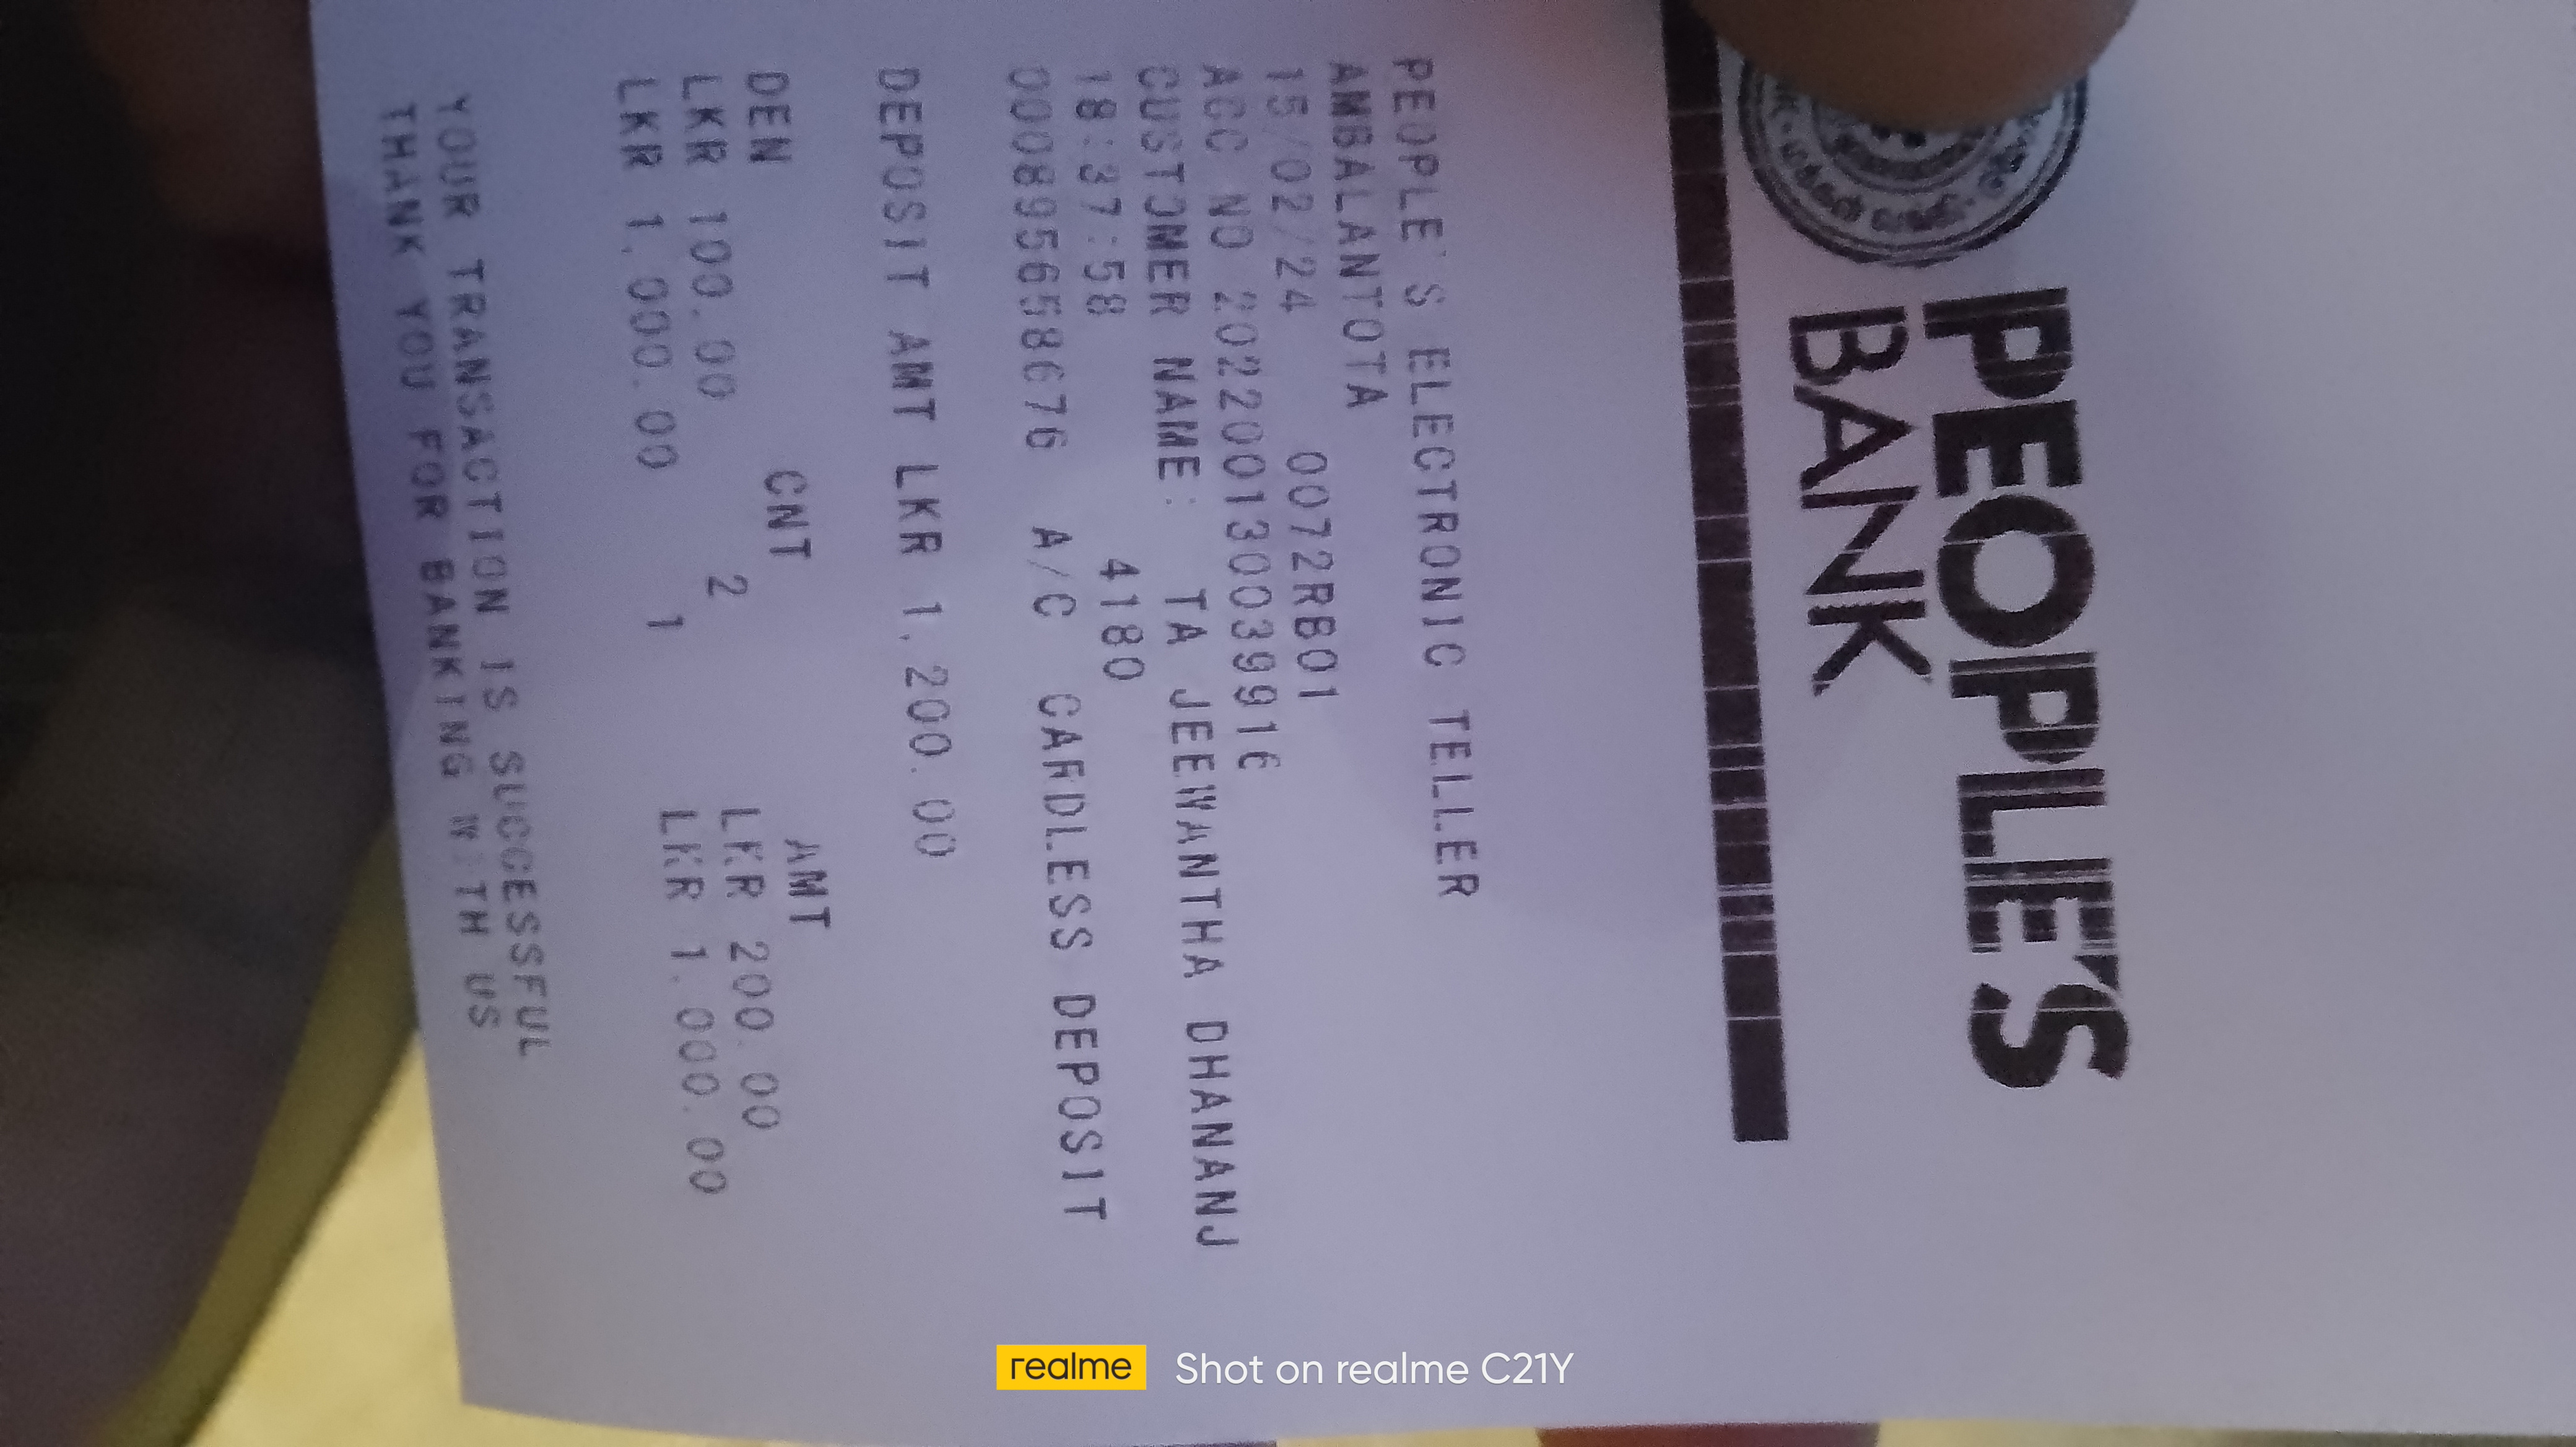 PEOPLE'S
BANK
PEOPLE'S ELECTRONIC TELLER
AMBALANTOTA
15/02/24 0072RB01
ACC NO 202200130039916
CUSTOMER NAME: TA JEEWANTHA DHANANJ
18:37:58 4180
000895658676 A/C CARDLESS DEPOSIT
DEPOSIT AMT LKR 1,200.00
DEN CNT AMT
LKR 100.00 2 LKR 200.00
LKR 1,000.00 1 LKR 1,000.00
YOUR TRANSACTION IS SUCCESSFUL
THANK YOU FOR BANKING WITH US
realme Shot on realme C21Y